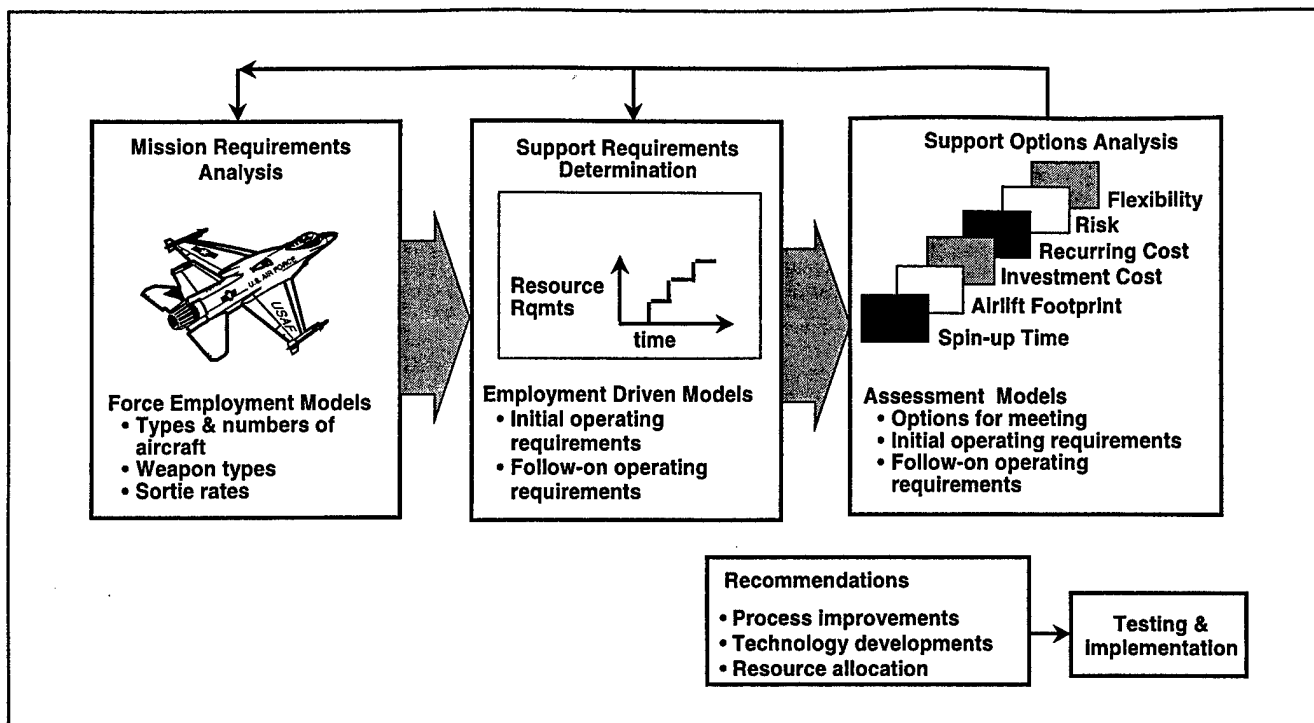 Mission Requirements
Analysis
U.S. AIR FORCE
USAF
Force Employment Models
• Types & numbers of
aircraft
• Weapon types
• Sortie rates
Support Requirements
Determination
Resource
Rqmts
time
Employment Driven Models
• Initial operating
requirements
• Follow-on operating
requirements
Support Options Analysis
Flexibility
Risk
Recurring Cost
Investment Cost
Airlift Footprint
Spin-up Time
Assessment Models
• Options for meeting
• Initial operating requirements
• Follow-on operating
requirements
Recommendations
• Process improvements
• Technology developments
• Resource allocation
Testing &
Implementation